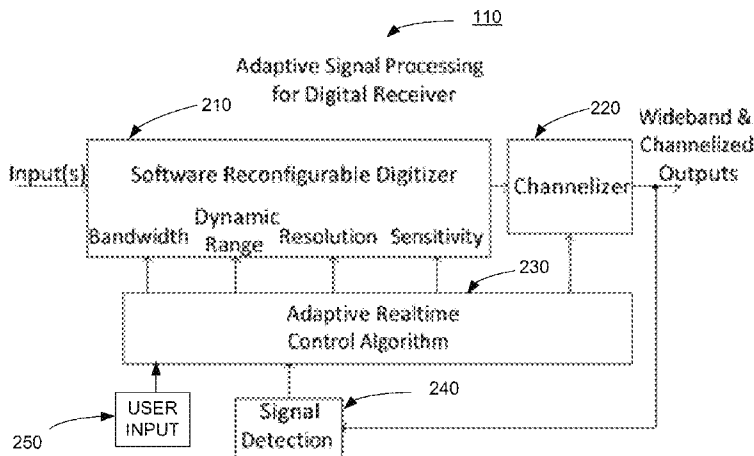 110
Adaptive Signal Processing
for Digital Receiver
210
220
Wideband &
Channelized
Outputs
Input(s)
Software Reconfigurable Digitizer
Channelizer
Bandwidth
Dynamic
Range
Resolution
Sensitivity
230
Adaptive Realtime
Control Algorithm
250
USER
INPUT
240
Signal
Detection